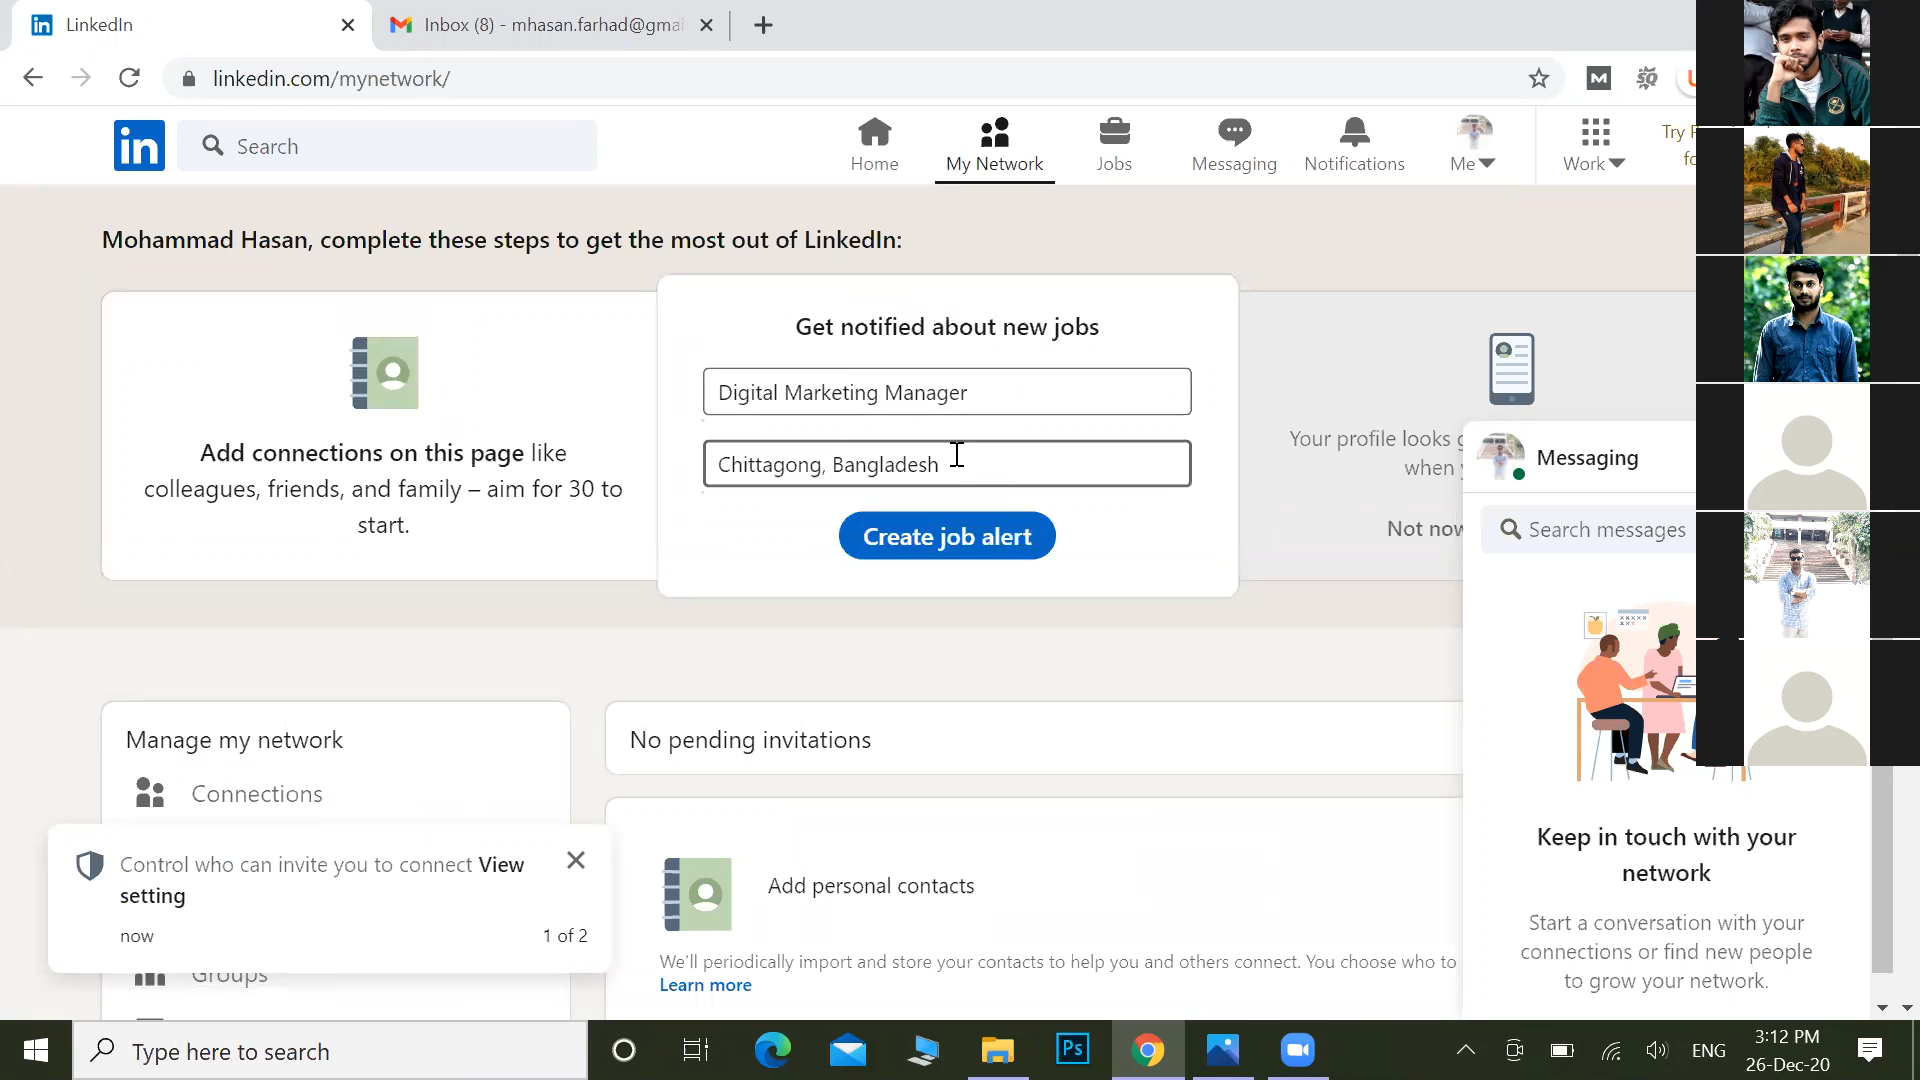 LinkedIn
Inbox (8) - mhasan.farhad@gmai
linkedin.com/mynetwork/
in
Search
Home
My Network
Jobs
Messaging
Notifications
Me
Work
Try
fo
Mohammad Hasan, complete these steps to get the most out of LinkedIn:
Add connections on this page like
colleagues, friends, and family – aim for 30 to
start.
Get notified about new jobs
Digital Marketing Manager
Chittagong, Bangladesh
Create job alert
Your profile looks
when
Not now
Messaging
Search messages
Keep in touch with your
network
Start a conversation with your
connections or find new people
to grow your network.
Manage my network
Connections
Groups
No pending invitations
Add personal contacts
We’ll periodically import and store your contacts to help you and others connect. You choose who to
Learn more
Control who can invite you to connect View
setting
now
1 of 2
Type here to search
Ps
ENG
3:12 PM
26-Dec-20